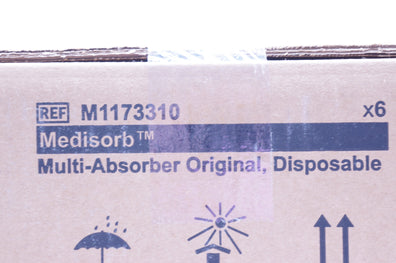 REF M1173310 x6
Medisorb™
Multi-Absorber Original, Disposable